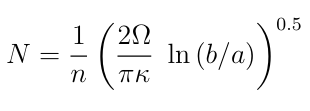 N = \frac{1}{n} \left( \frac{2\Omega}{\pi\kappa} \ln(b/a) \right)^{0.5}